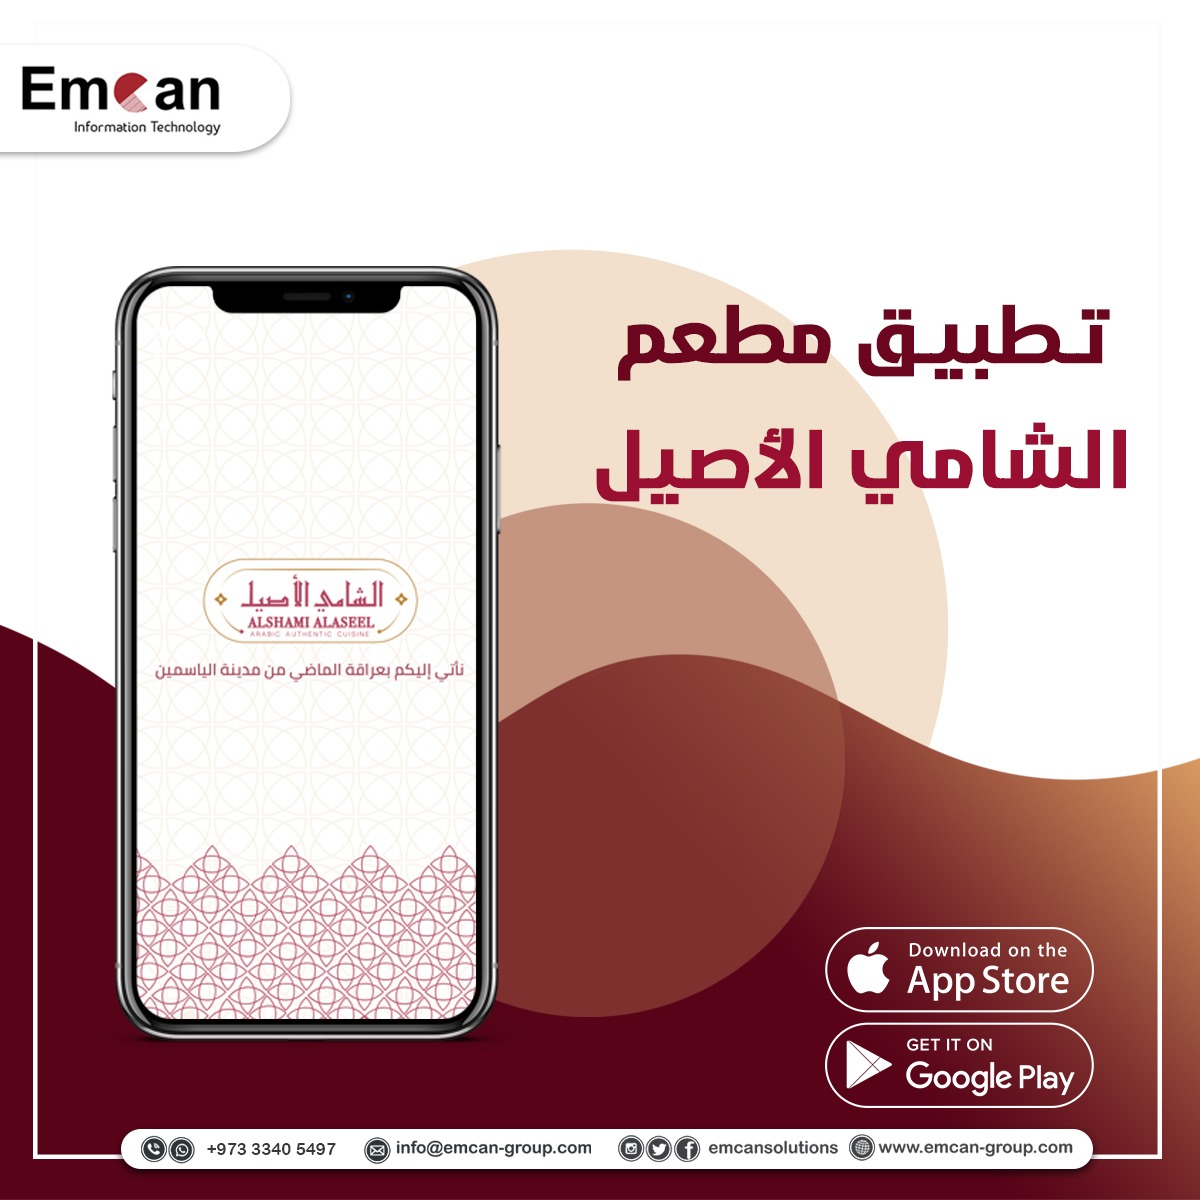 Emcan
Information Technology
تطبيق مطعم
الشامي الأصيل
الشامي الأصيل
ALSHAMI ALASEEL
ARABIC AUTHENTIC CUISINE
نأتي إليكم بعراقة الماضي من مدينة الياسمين
Download on the
App Store
GET IT ON
Google Play
+973 3340 5497 info@emcan-group.com emcansolutions www.emcan-group.com